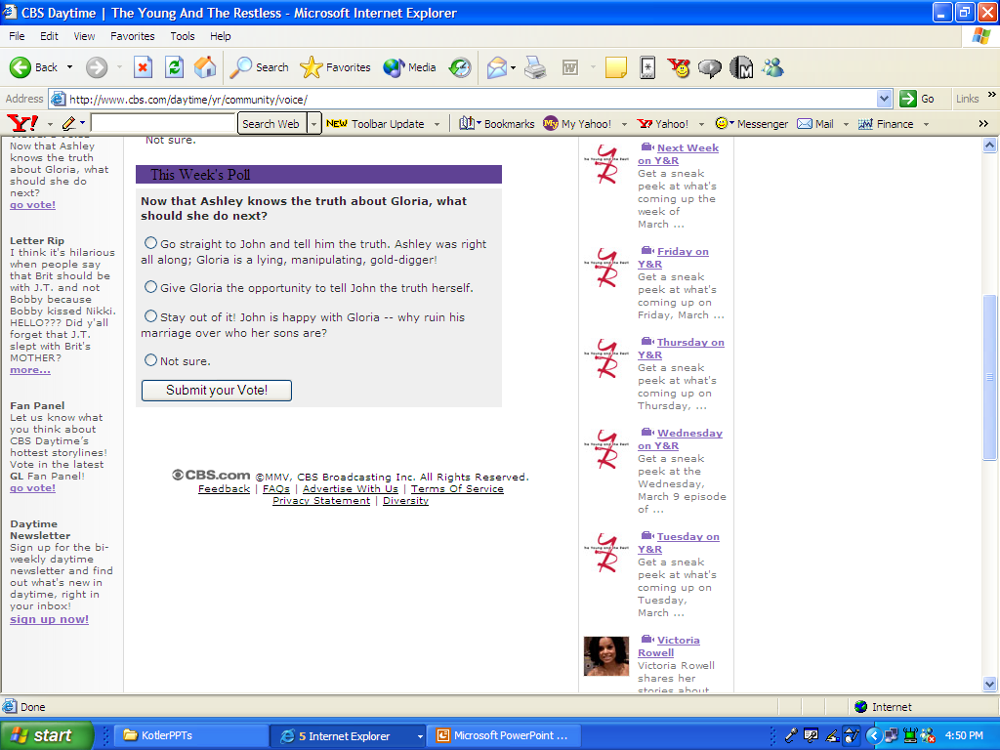 CBS Daytime | The Young And The Restless - Microsoft Internet Explorer
File Edit View Favorites Tools Help
Back Search Favorites Media
Address http://www.cbs.com/daytime/yr/community/voice/ Go Links »
Y! Search Web NEW Toolbar Update Bookmarks My Yahoo! Yahoo! Messenger Mail Finance »
Now that Ashley
knows the truth
about Gloria, what
should she do
next?
go vote!
Letter Rip
I think it's hilarious
when people say
that Brit should be
with J.T. and not
Bobby because
Bobby kissed Nikki.
HELLO??? Did y'all
forget that J.T.
slept with Brit's
MOTHER?
more...
Fan Panel
Let us know what
you think about
CBS Daytime's
hottest storylines!
Vote in the latest
GL Fan Panel!
go vote!
Daytime
Newsletter
Sign up for the bi-
weekly daytime
newsletter and find
out what's new in
daytime, right in
your inbox!
sign up now!
Not sure.
This Week's Poll
Now that Ashley knows the truth about Gloria, what
should she do next?
Go straight to John and tell him the truth. Ashley was right
all along; Gloria is a lying, manipulating, gold-digger!
Give Gloria the opportunity to tell John the truth herself.
Stay out of it! John is happy with Gloria -- why ruin his
marriage over who her sons are?
Not sure.
Submit your Vote!
CBS.com ©MMV, CBS Broadcasting Inc. All Rights Reserved.
Feedback | FAQs | Advertise With Us | Terms Of Service
Privacy Statement | Diversity
Next Week
on Y&R
Get a sneak
peek at what's
coming up the
week of
March ...
Friday on
Y&R
Get a sneak
peek at what's
coming up on
Friday, March ...
Thursday on
Y&R
Get a sneak
peek at what's
coming up on
Thursday, ...
Wednesday
on Y&R
Get a sneak
peek at the
Wednesday,
March 9 episode
of ...
Tuesday on
Y&R
Get a sneak
peek at what's
coming up on
Tuesday,
March ...
Victoria
Rowell
Victoria Rowell
shares her
stories about
Done Internet
start KotlerPPTs 5 Internet Explorer Microsoft PowerPoint ... 4:50 PM